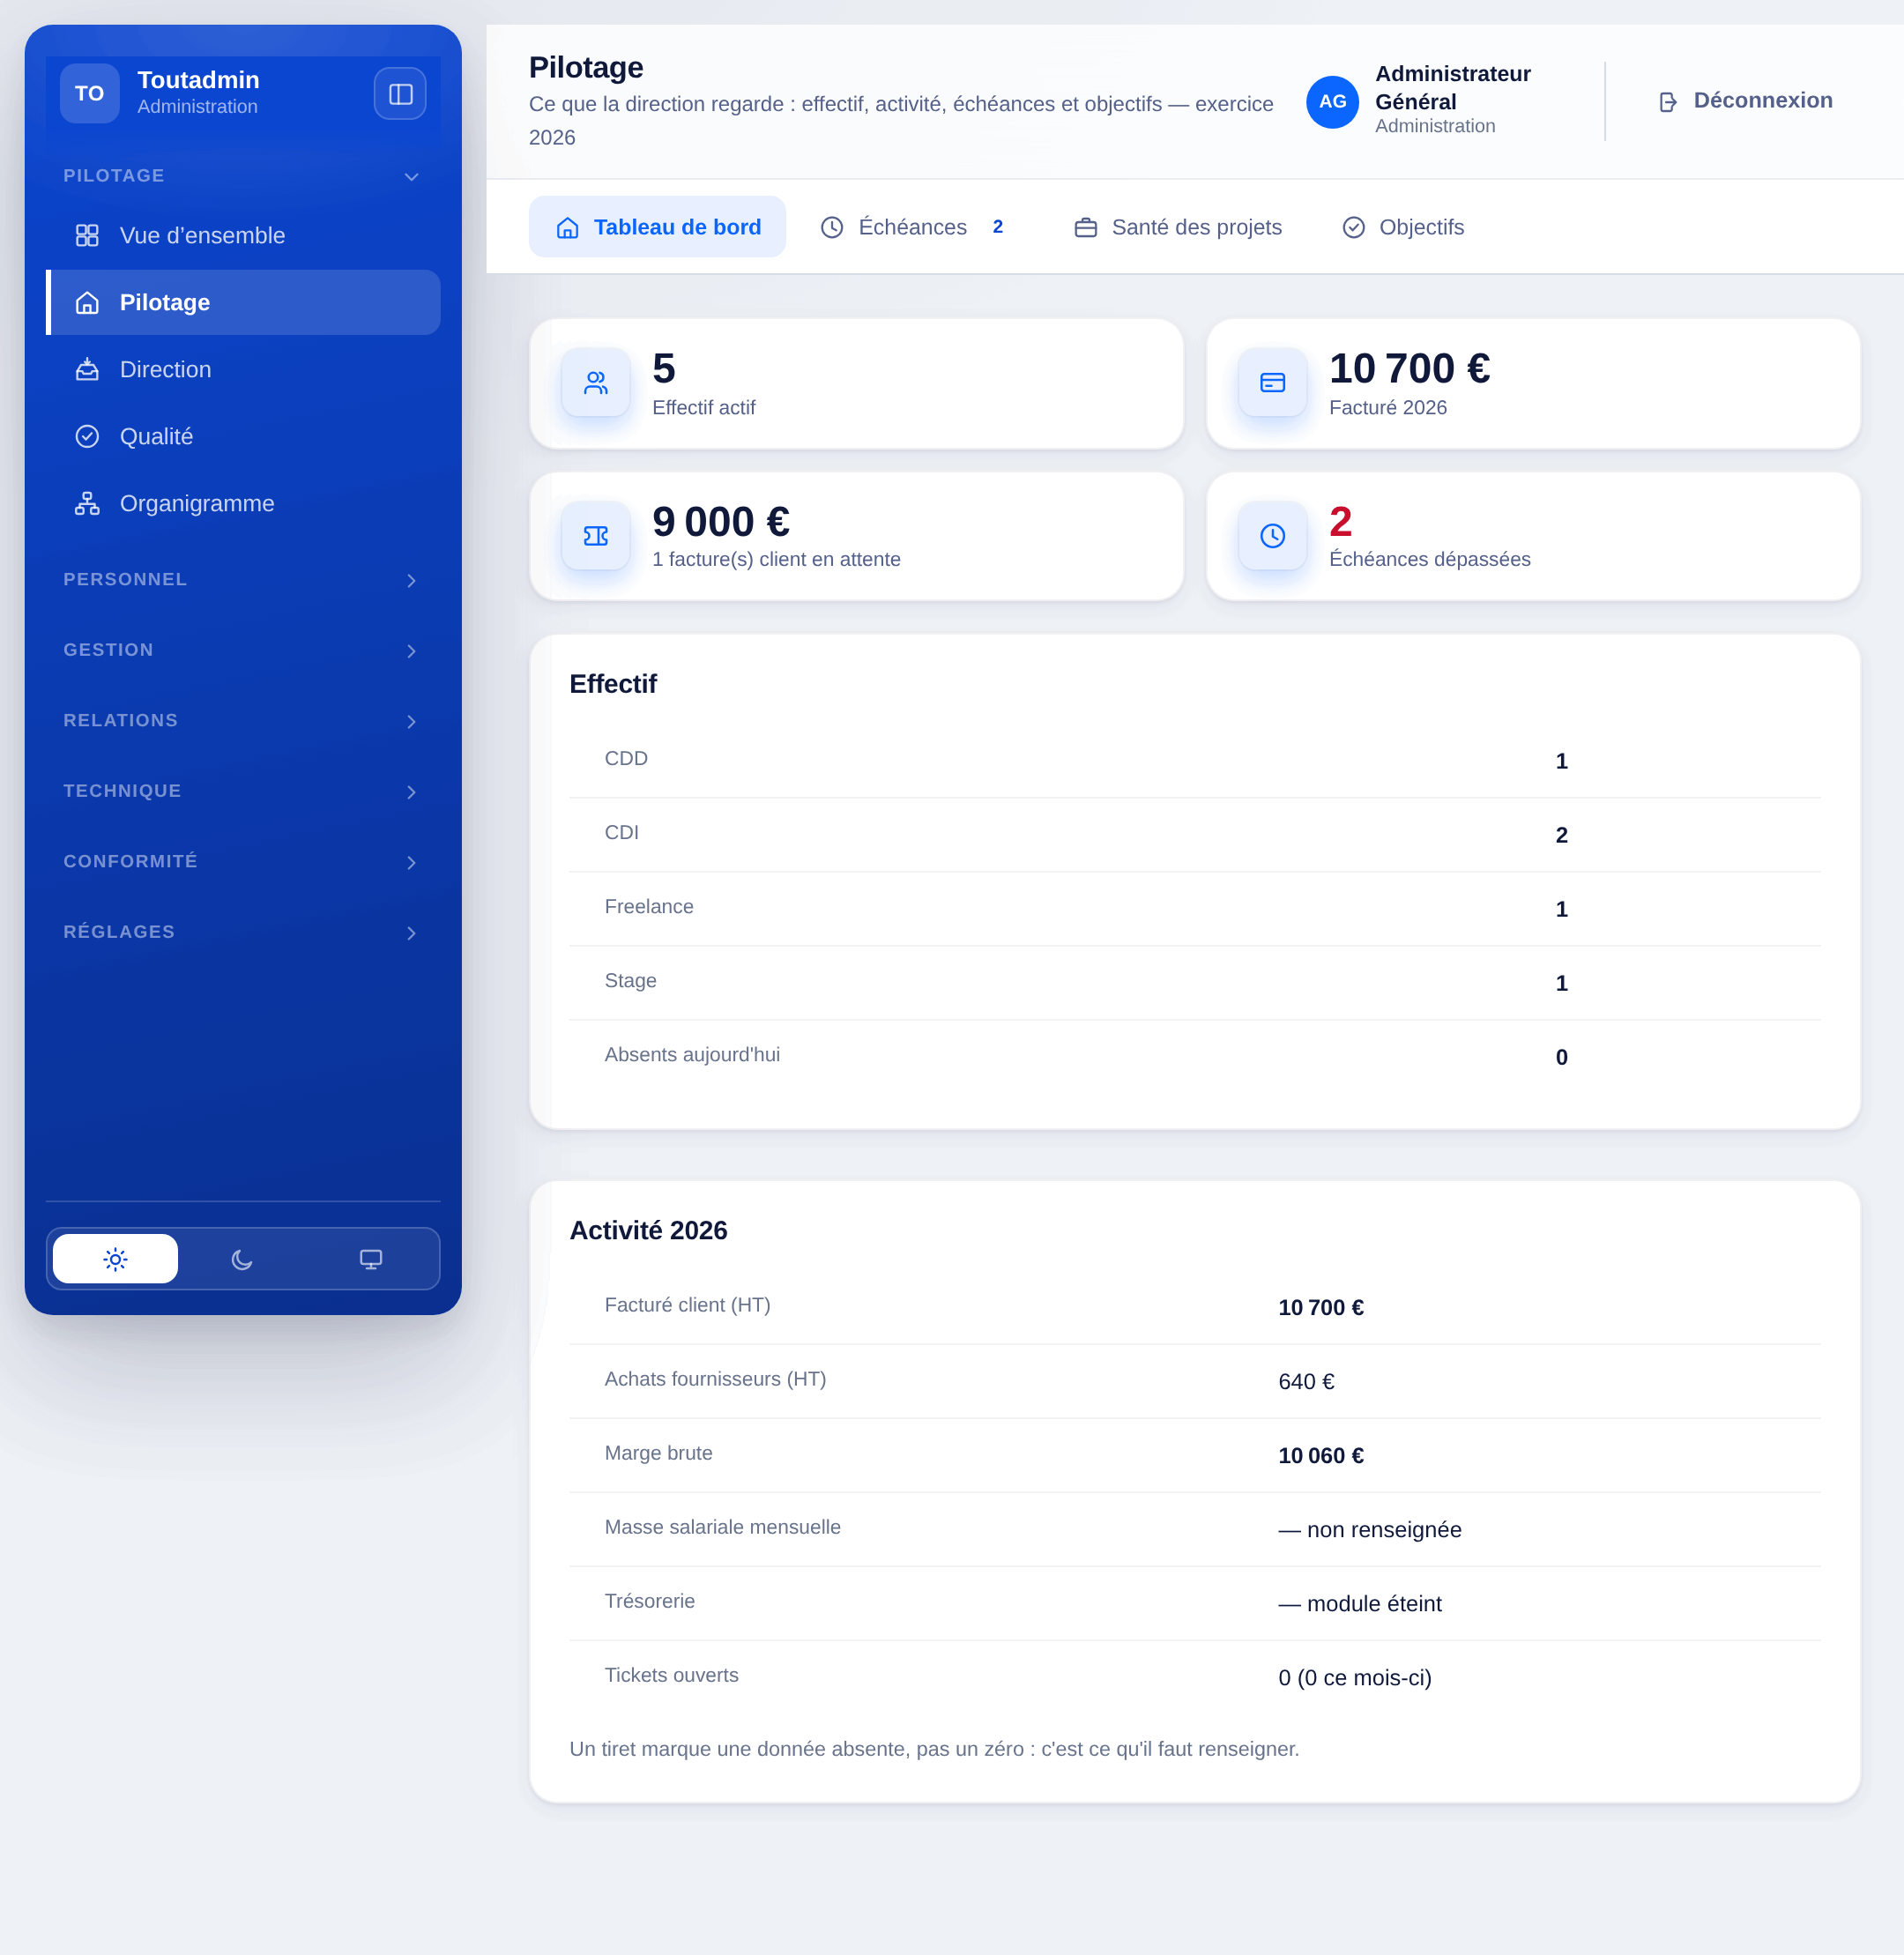 TO
Toutadmin
Administration
PILOTAGE
Vue d’ensemble
Pilotage
Direction
Qualité
Organigramme
PERSONNEL
GESTION
RELATIONS
TECHNIQUE
CONFORMITÉ
RÉGLAGES
Pilotage
Ce que la direction regarde : effectif, activité, échéances et objectifs — exercice
2026
AG
Administrateur
Général
Administration
Déconnexion
Tableau de bord
Échéances 2
Santé des projets
Objectifs
5
Effectif actif
10 700 €
Facturé 2026
9 000 €
1 facture(s) client en attente
2
Échéances dépassées
Effectif
CDD 1
CDI 2
Freelance 1
Stage 1
Absents aujourd'hui 0
Activité 2026
Facturé client (HT) 10 700 €
Achats fournisseurs (HT) 640 €
Marge brute 10 060 €
Masse salariale mensuelle — non renseignée
Trésorerie — module éteint
Tickets ouverts 0 (0 ce mois-ci)
Un tiret marque une donnée absente, pas un zéro : c'est ce qu'il faut renseigner.